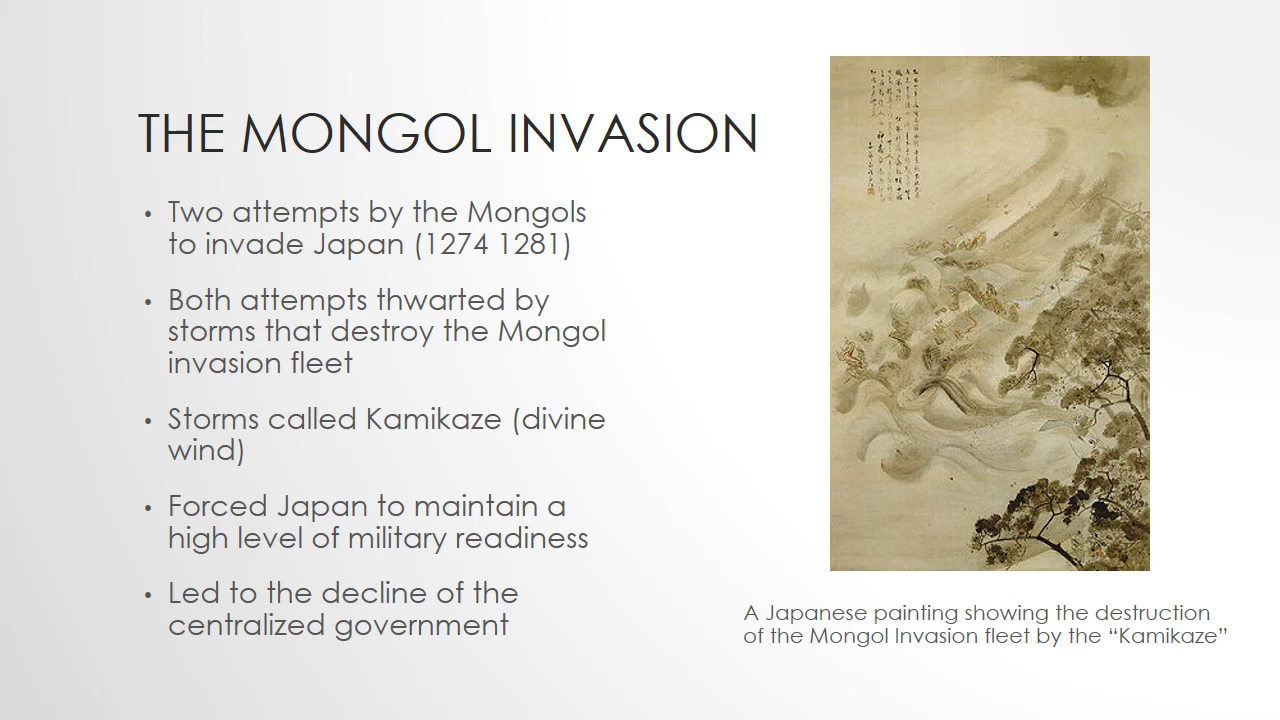 THE MONGOL INVASION
• Two attempts by the Mongols
to invade Japan (1274 1281)
• Both attempts thwarted by
storms that destroy the Mongol
invasion fleet
• Storms called Kamikaze (divine
wind)
• Forced Japan to maintain a
high level of military readiness
• Led to the decline of the
centralized government
A Japanese painting showing the destruction
of the Mongol Invasion fleet by the “Kamikaze”